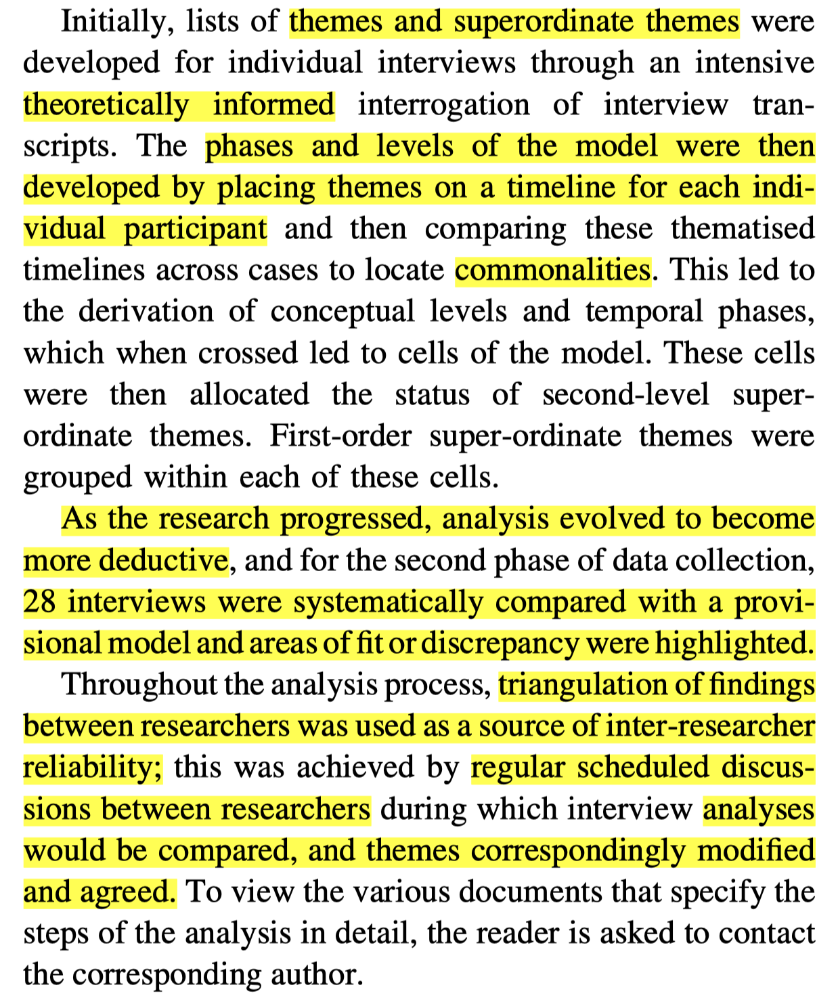 Initially, lists of themes and superordinate themes were
developed for individual interviews through an intensive
theoretically informed interrogation of interview tran-
scripts. The phases and levels of the model were then
developed by placing themes on a timeline for each indi-
vidual participant and then comparing these thematised
timelines across cases to locate commonalities. This led to
the derivation of conceptual levels and temporal phases,
which when crossed led to cells of the model. These cells
were then allocated the status of second-level super-
ordinate themes. First-order super-ordinate themes were
grouped within each of these cells.
As the research progressed, analysis evolved to become
more deductive, and for the second phase of data collection,
28 interviews were systematically compared with a provi-
sional model and areas of fit or discrepancy were highlighted.
Throughout the analysis process, triangulation of findings
between researchers was used as a source of inter-researcher
reliability; this was achieved by regular scheduled discus-
sions between researchers during which interview analyses
would be compared, and themes correspondingly modified
and agreed. To view the various documents that specify the
steps of the analysis in detail, the reader is asked to contact
the corresponding author.